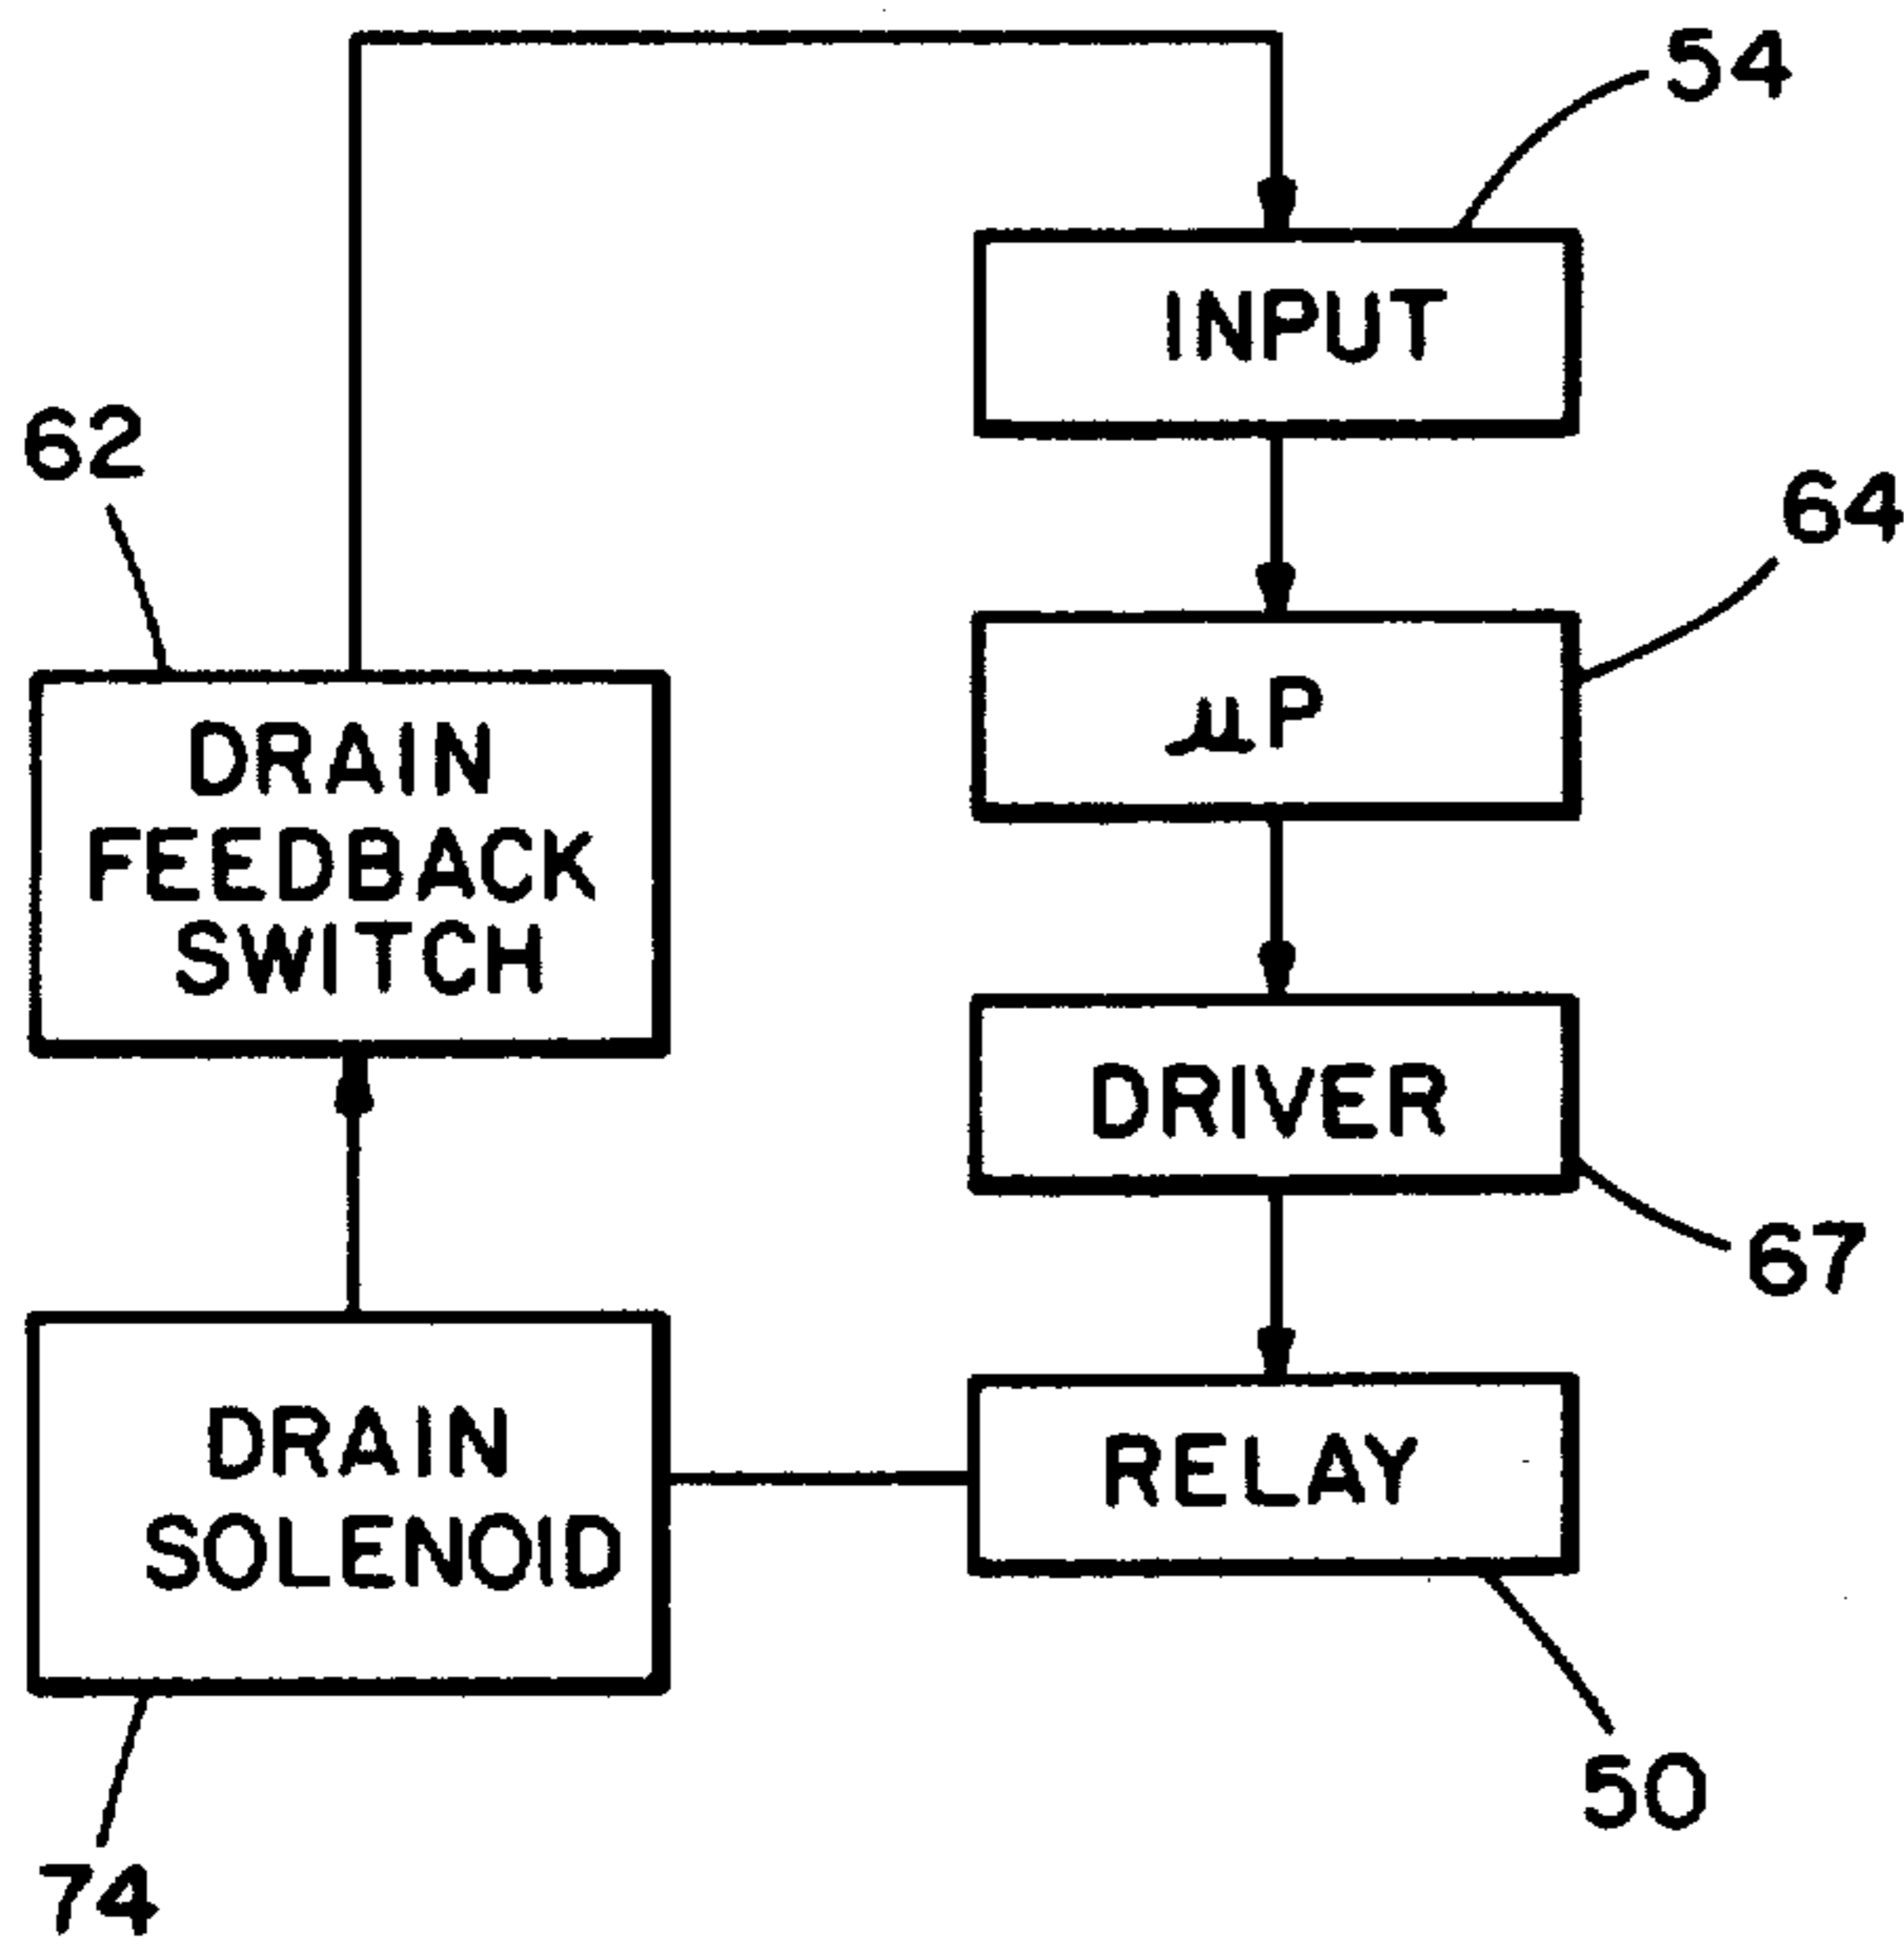 54
INPUT
62
64
μP
DRAIN
FEEDBACK
SWITCH
DRIVER
67
DRAIN
SOLENOID
RELAY
50
74